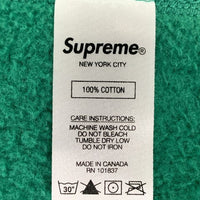 Supreme®
NEW YORK CITY
100% COTTON
CARE INSTRUCTIONS:
MACHINE WASH COLD
DO NOT BLEACH
TUMBLE DRY LOW
DO NOT IRON
MADE IN CANADA
RN 101837
30°